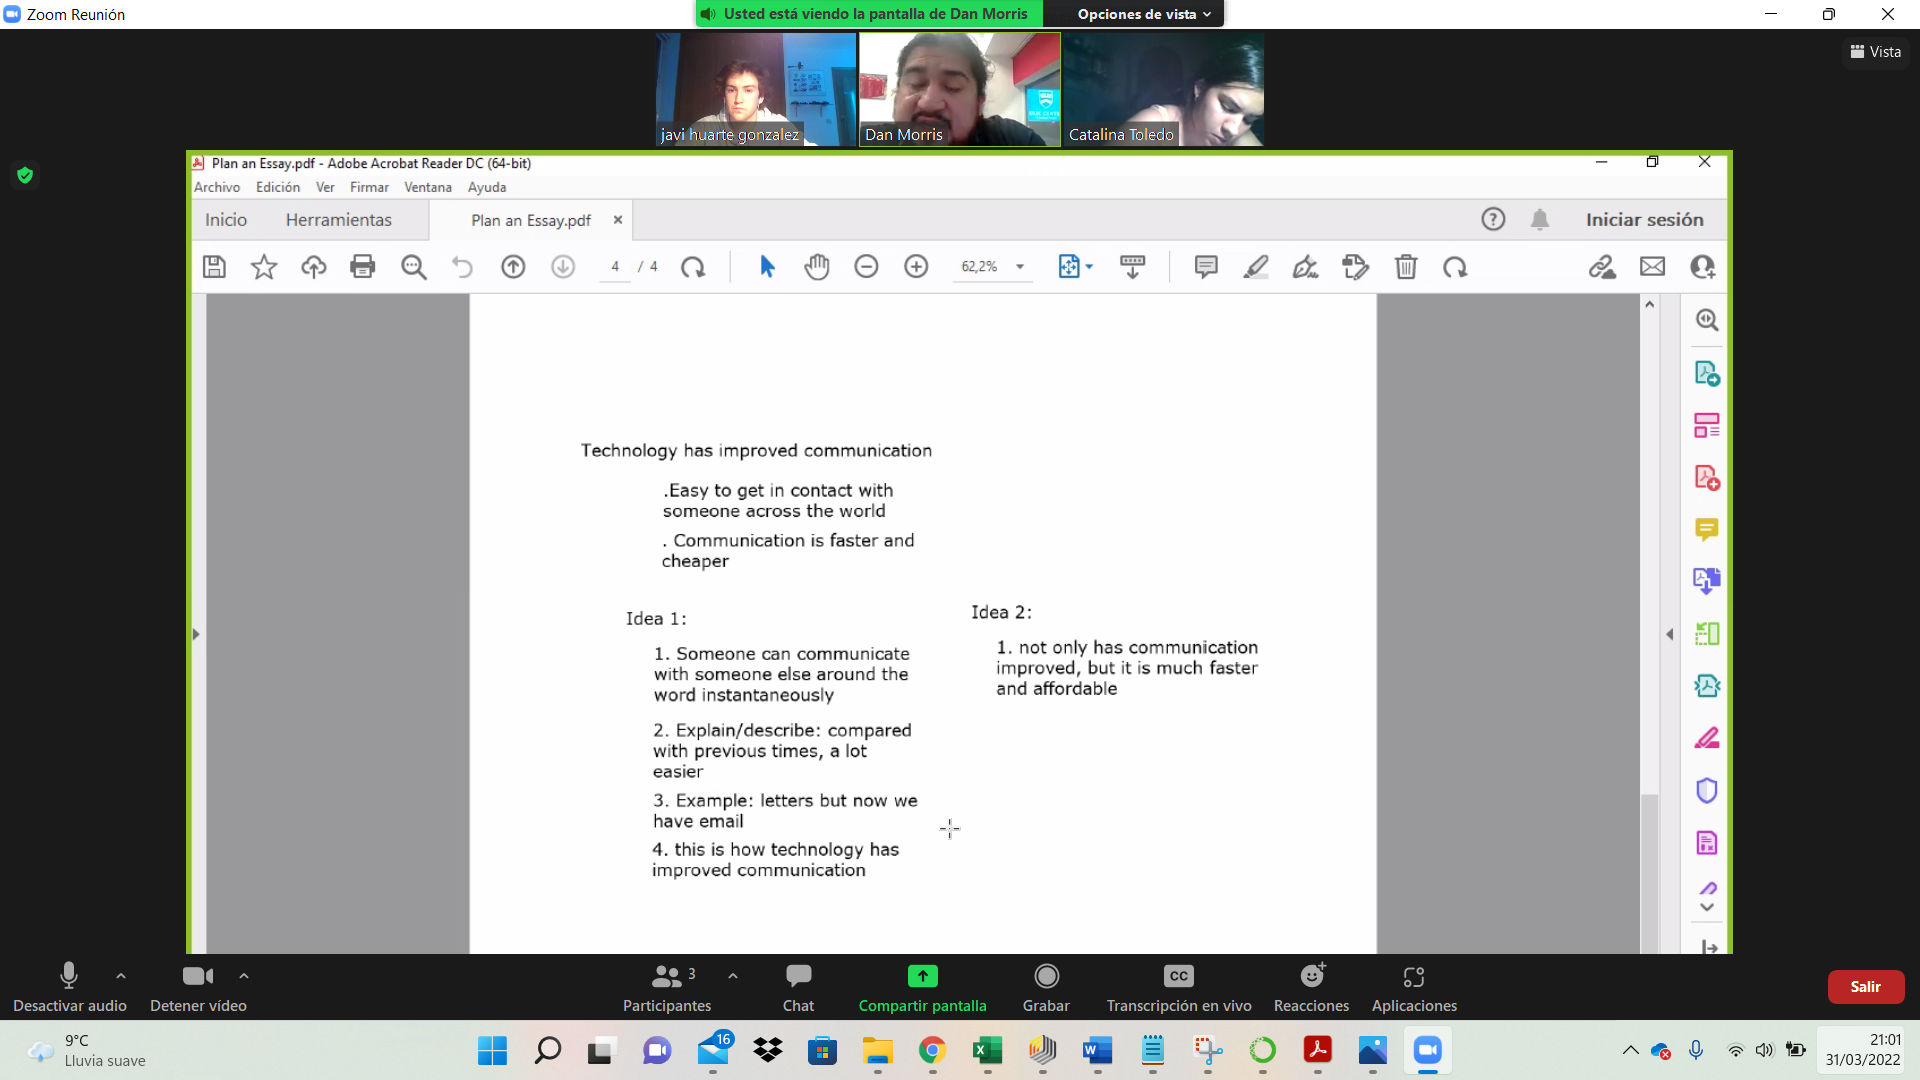 Zoom Reunión
Usted está viendo la pantalla de Dan Morris
Opciones de vista
Vista
javi huarte gonzalez
Dan Morris
Catalina Toledo
Plan an Essay.pdf - Adobe Acrobat Reader DC (64-bit)
Archivo Edición Ver Firmar Ventana Ayuda
Inicio Herramientas Plan an Essay.pdf Iniciar sesión
4 / 4 62,2%
Technology has improved communication
.Easy to get in contact with
someone across the world
. Communication is faster and
cheaper
Idea 1:
1. Someone can communicate
with someone else around the
word instantaneously
2. Explain/describe: compared
with previous times, a lot
easier
3. Example: letters but now we
have email
4. this is how technology has
improved communication
Idea 2:
1. not only has communication
improved, but it is much faster
and affordable
Desactivar audio
Detener vídeo
3
Participantes
Chat
Compartir pantalla
Grabar
CC
Transcripción en vivo
Reacciones
Aplicaciones
Salir
9°C
Lluvia suave
16
21:01
31/03/2022